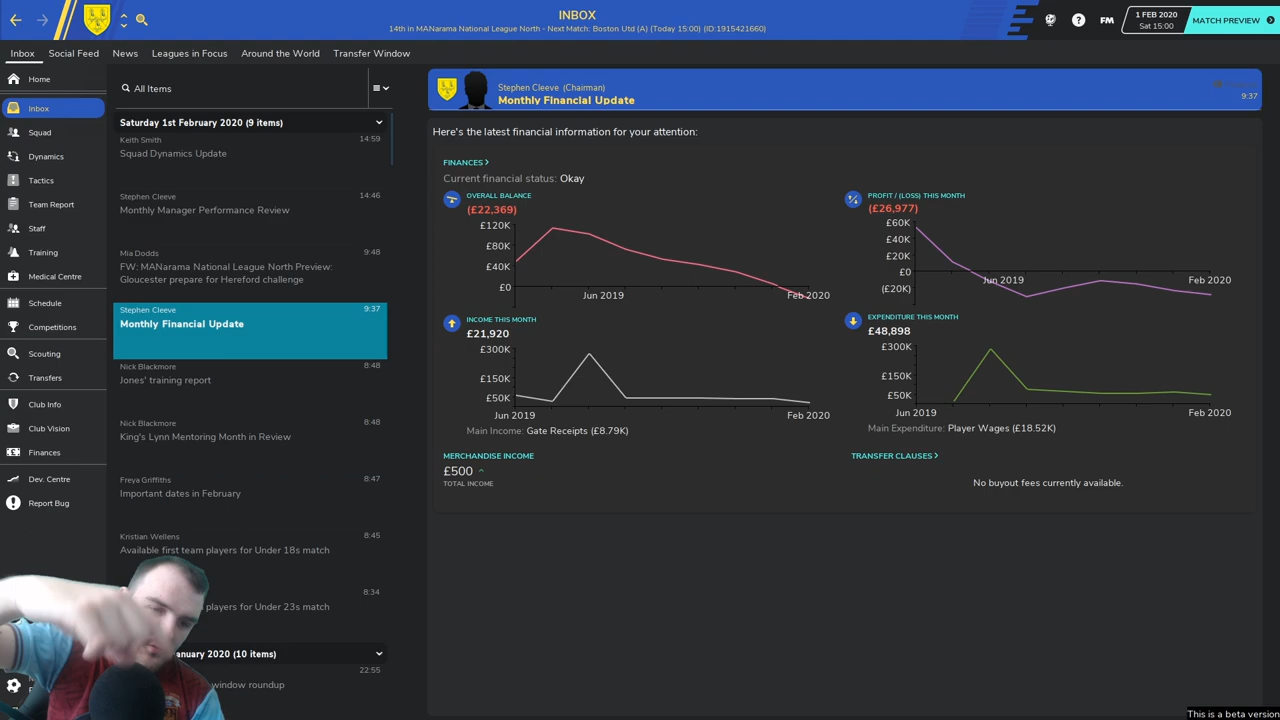 INBOX
14th in MANarama National League North - Next Match: Boston Utd (A) (Today 15:00) (ID:1915421660)
FM
1 FEB 2020
Sat 15:00
MATCH PREVIEW
Inbox
Social Feed
News
Leagues in Focus
Around the World
Transfer Window
Home
Inbox
Squad
Dynamics
Tactics
Team Report
Staff
Training
Medical Centre
Schedule
Competitions
Scouting
Transfers
Club Info
Club Vision
Finances
Dev. Centre
Report Bug
All Items
Saturday 1st February 2020 (9 items)
Keith Smith
14:59
Squad Dynamics Update
Stephen Cleeve
14:46
Monthly Manager Performance Review
Mia Dodds
9:48
FW: MANarama National League North Preview:
Gloucester prepare for Hereford challenge
Stephen Cleeve
9:37
Monthly Financial Update
Nick Blackmore
8:48
Jones' training report
Nick Blackmore
8:48
King's Lynn Mentoring Month in Review
Freya Griffiths
8:47
Important dates in February
Kristian Wellens
8:45
Available first team players for Under 18s match
8:34
players for Under 23s match
2020 (10 items)
22:55
window roundup
Stephen Cleeve (Chairman)
Monthly Financial Update
9:37
Here's the latest financial information for your attention:
FINANCES
Current financial status: Okay
OVERALL BALANCE
(£22,369)
£120K
£80K
£40K
£0
Jun 2019
Feb 2020
PROFIT / (LOSS) THIS MONTH
(£26,977)
£60K
£40K
£20K
£0
(£20K)
Jun 2019
Feb 2020
INCOME THIS MONTH
£21,920
£300K
£150K
£50K
Jun 2019
Feb 2020
Main Income: Gate Receipts (£8.79K)
EXPENDITURE THIS MONTH
£48,898
£300K
£150K
£50K
Jun 2019
Feb 2020
Main Expenditure: Player Wages (£18.52K)
MERCHANDISE INCOME
£500
TOTAL INCOME
TRANSFER CLAUSES
No buyout fees currently available.
This is a beta version